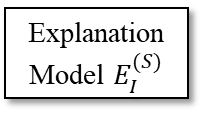 Explanation
Model $E_I^{(S)}$